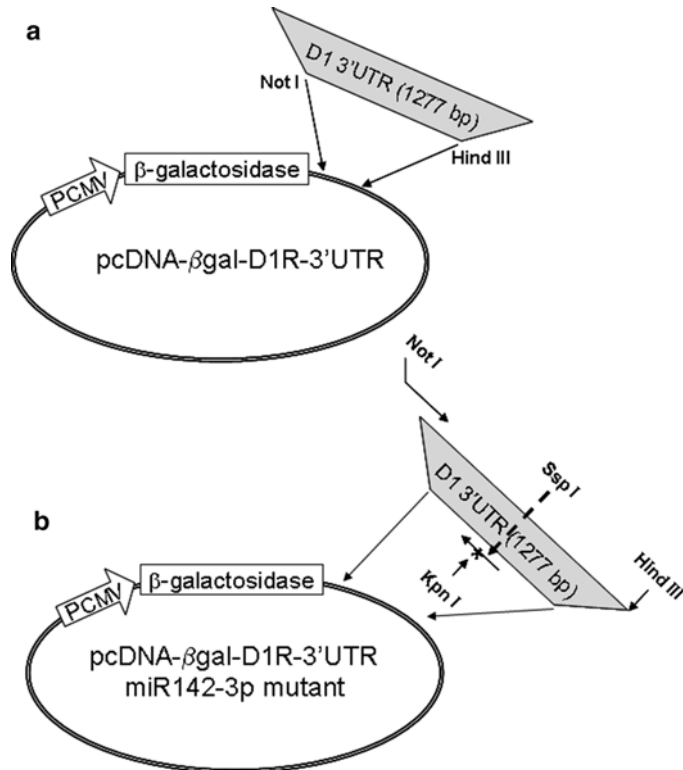 a
D1 3'UTR (1277 bp)
Not I
Hind III
PCMV
β-galactosidase
pcDNA-βgal-D1R-3'UTR
Not I
Ssp I
D1 3'UTR (1277 bp)
b
*
Kpn I
Hind III
PCMV
β-galactosidase
pcDNA-βgal-D1R-3'UTR
miR142-3p mutant